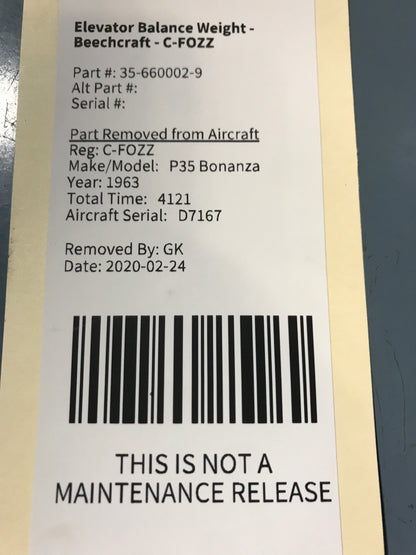 Elevator Balance Weight -
Beechcraft - C-FOZZ
Part #: 35-660002-9
Alt Part #:
Serial #:
Part Removed from Aircraft
Reg: C-FOZZ
Make/Model: P35 Bonanza
Year: 1963
Total Time: 4121
Aircraft Serial: D7167
Removed By: GK
Date: 2020-02-24
THIS IS NOT A
MAINTENANCE RELEASE